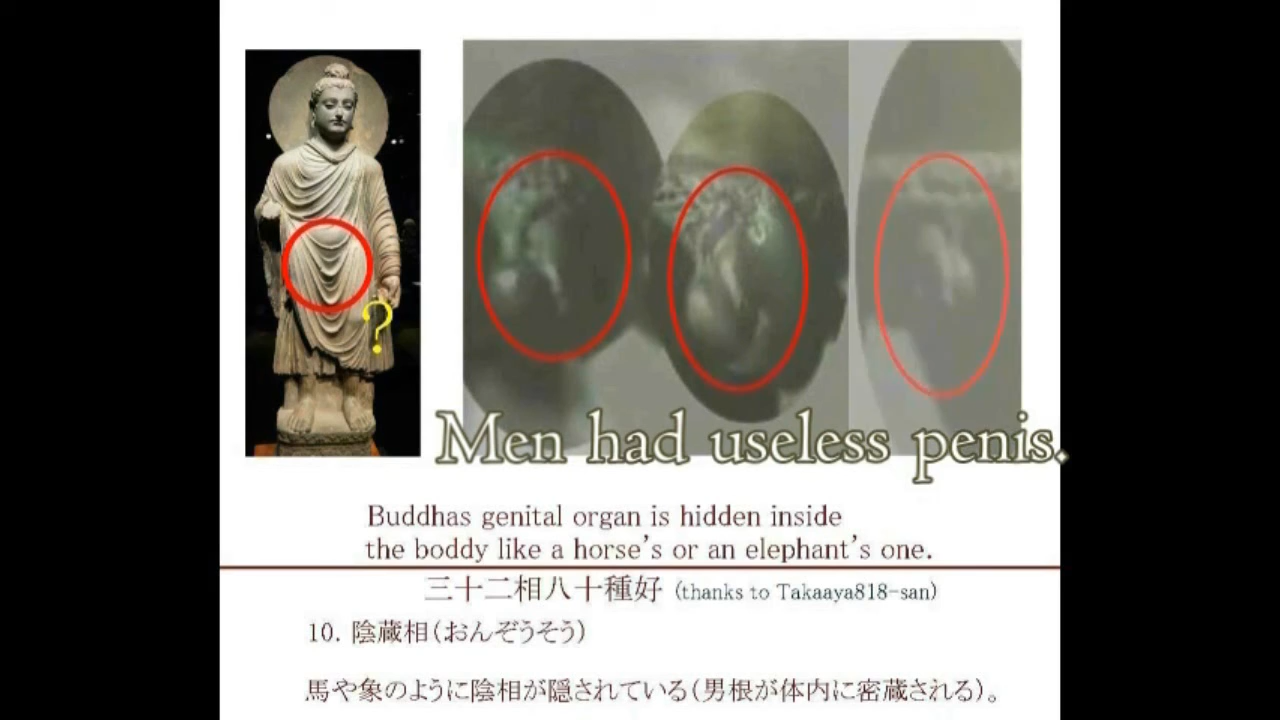 ?
Men had useless penis.
Buddhas genital organ is hidden inside
the boddy like a horse's or an elephant's one.
三十二相八十種好 (thanks to Takaaya818-san)
10. 陰蔵相(おんぞうそう)
馬や象のように陰相が隠されている(男根が体内に密蔵される)。